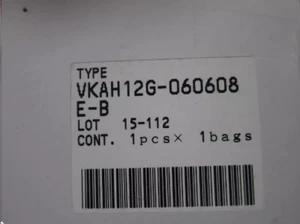 TYPE
VKAH12G-060608
E-B
LOT 15-112
CONT. 1pcs× 1bags